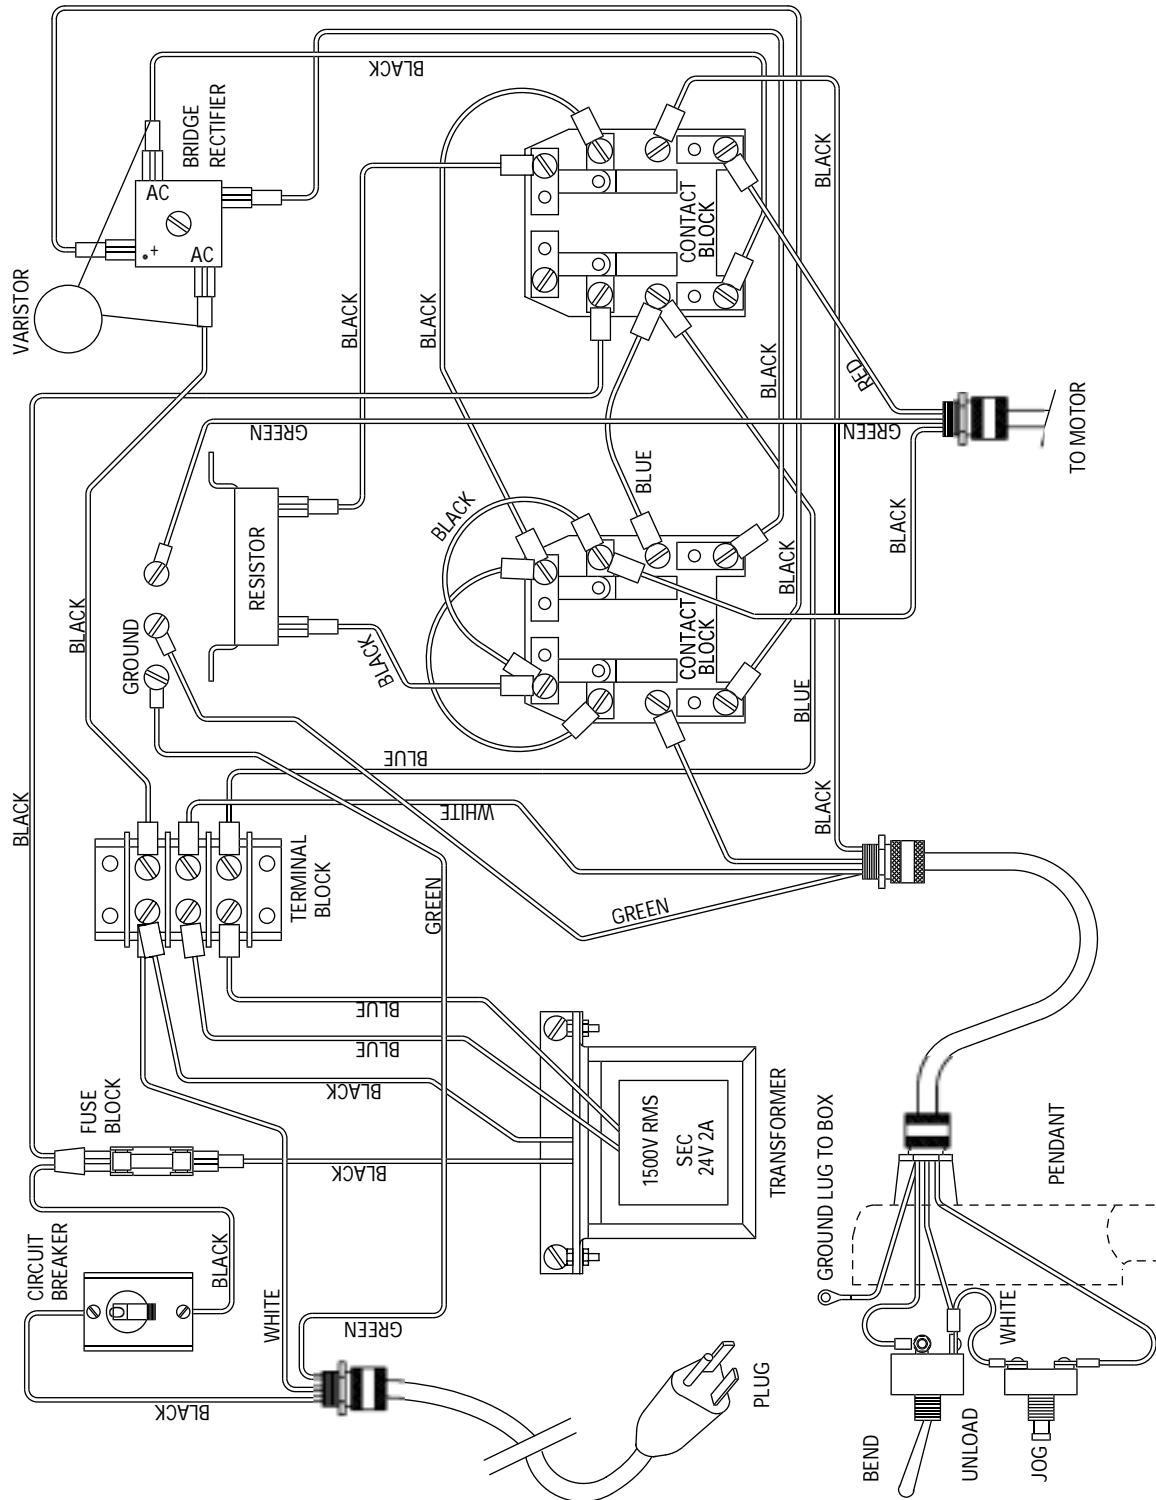 BLACK
BRIDGE
RECTIFIER
AC
+
AC
VARISTOR
CONTACT
BLOCK
BLACK
BLACK
BLACK
BLACK
RED
GREEN
GREEN
TO MOTOR
BLUE
BLACK
BLACK
RESISTOR
BLACK
BLACK
GROUND
BLACK
CONTACT
BLOCK
BLACK
BLUE
BLUE
WHITE
BLACK
BLACK
TERMINAL
BLOCK
GREEN
GREEN
BLUE
BLUE
BLACK
FUSE
BLOCK
BLACK
1500V RMS
SEC
24V 2A
TRANSFORMER
CIRCUIT
BREAKER
BLACK
WHITE
GREEN
BLACK
PLUG
GROUND LUG TO BOX
PENDANT
WHITE
BEND
UNLOAD
JOG